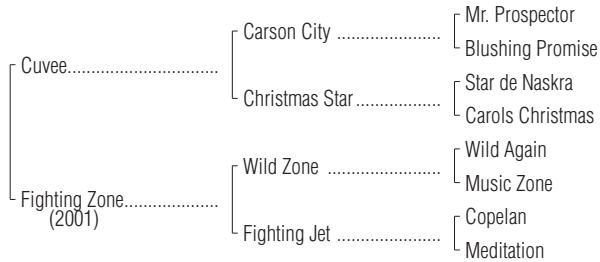 Mr. Prospector
Carson City ....................
Blushing Promise
Cuvee..............................
Star de Naskra
Christmas Star.................
Carols Christmas
Wild Again
Wild Zone ......................
Music Zone
Fighting Zone...................
(2001)
Copelan
Fighting Jet ....................
Meditation